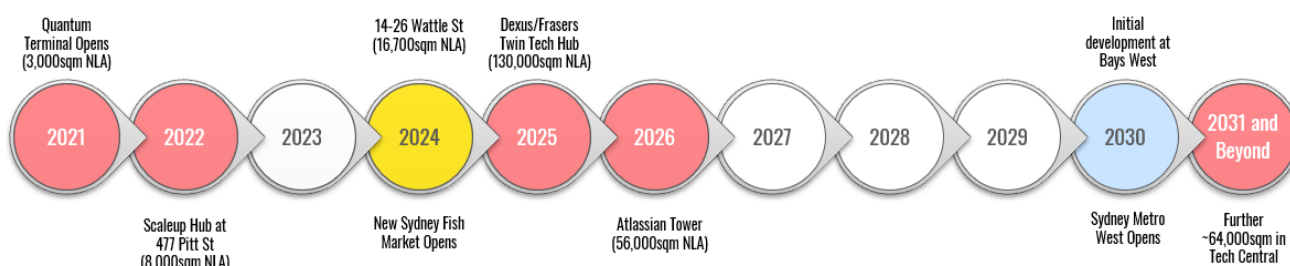 Quantum
Terminal Opens
(3,000sqm NLA)
14-26 Wattle St
(16,700sqm NLA)
Dexus/Frasers
Twin Tech Hub
(130,000sqm NLA)
Initial
development at
Bays West
2021
2022
2023
2024
2025
2026
2027
2028
2029
2030
2031 and
Beyond
Scaleup Hub at
477 Pitt St
(8,000sqm NLA)
New Sydney Fish
Market Opens
Atlassian Tower
(56,000sqm NLA)
Sydney Metro
West Opens
Further
~64,000sqm in
Tech Central